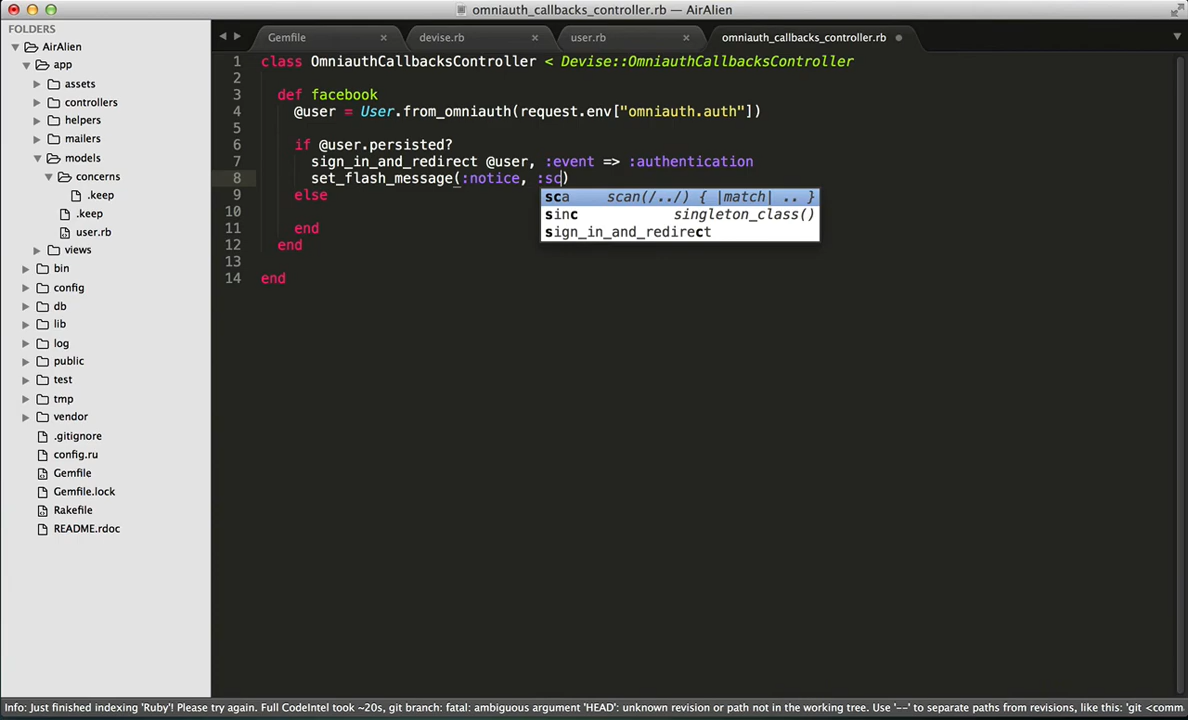 omniauth_callbacks_controller.rb — AirAlien
FOLDERS
AirAlien
app
assets
controllers
helpers
mailers
models
concerns
.keep
.keep
user.rb
views
bin
config
db
lib
log
public
test
tmp
vendor
.gitignore
config.ru
Gemfile
Gemfile.lock
Rakefile
README.rdoc
Gemfile
devise.rb
user.rb
omniauth_callbacks_controller.rb
1 class OmniauthCallbacksController < Devise::OmniauthCallbacksController
2
3 def facebook
4 @user = User.from_omniauth(request.env["omniauth.auth"])
5
6 if @user.persisted?
7 sign_in_and_redirect @user, :event => :authentication
8 set_flash_message(:notice, :sc)
9 else
10
11 end
12 end
13
14 end
sca scan(/../) { |match| .. }
sinc singleton_class()
sign_in_and_redirect
Info: Just finished indexing 'Ruby'! Please try again. Full CodeIntel took ~20s, git branch: fatal: ambiguous argument 'HEAD': unknown revision or path not in the working tree. Use '--' to separate paths from revisions, like this: 'git <comm